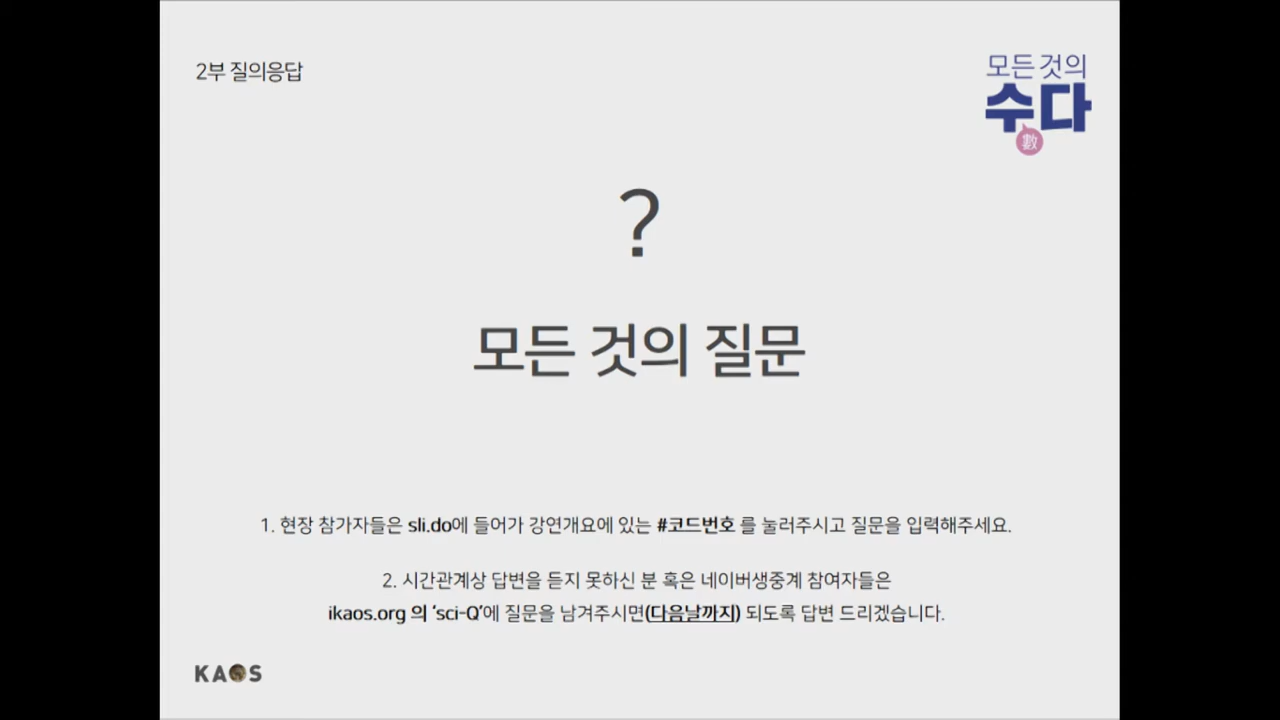 2부 질의응답
모든 것의
수다
數
?
모든 것의 질문
1. 현장 참가자들은 sli.do에 들어가 강연개요에 있는 #코드번호 를 눌러주시고 질문을 입력해주세요.
2. 시간관계상 답변을 듣지 못하신 분 혹은 네이버생중계 참여자들은
ikaos.org 의 ‘sci-Q’에 질문을 남겨주시면(다음날까지) 되도록 답변 드리겠습니다.
KAOS